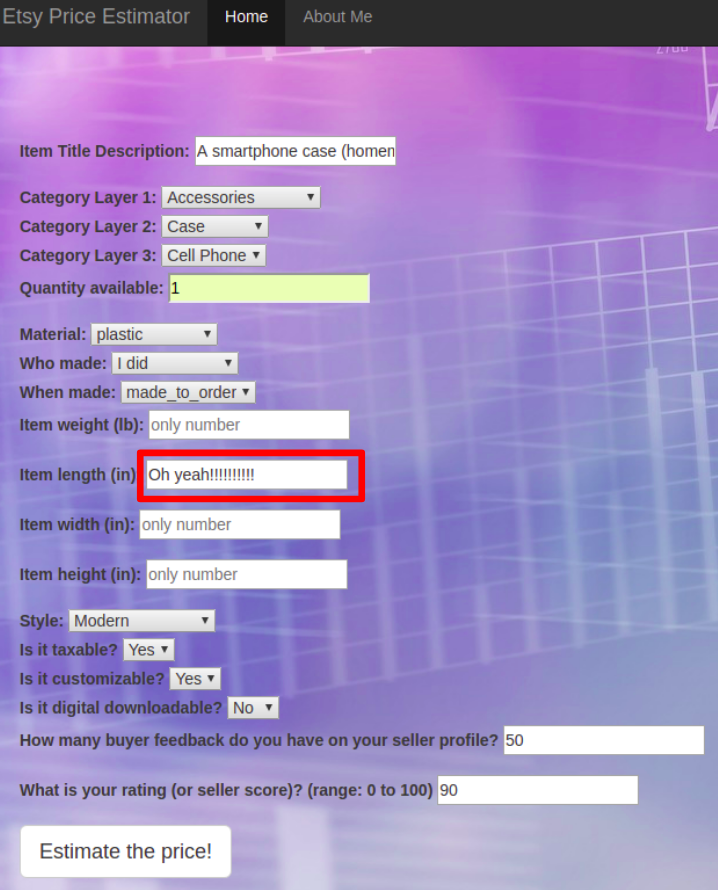 Etsy Price Estimator Home About Me
Item Title Description: A smartphone case (homem
Category Layer 1: Accessories
Category Layer 2: Case
Category Layer 3: Cell Phone
Quantity available: 1
Material: plastic
Who made: I did
When made: made_to_order
Item weight (lb): only number
Item length (in) Oh yeah!!!!!!!!!!
Item width (in): only number
Item height (in): only number
Style: Modern
Is it taxable? Yes
Is it customizable? Yes
Is it digital downloadable? No
How many buyer feedback do you have on your seller profile? 50
What is your rating (or seller score)? (range: 0 to 100) 90
Estimate the price!